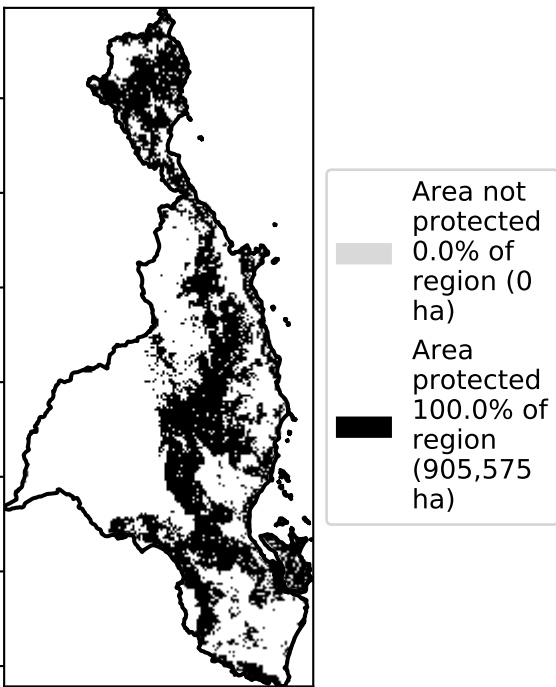 Area not
protected
0.0% of
region (0
ha)
Area
protected
100.0% of
region
(905,575
ha)